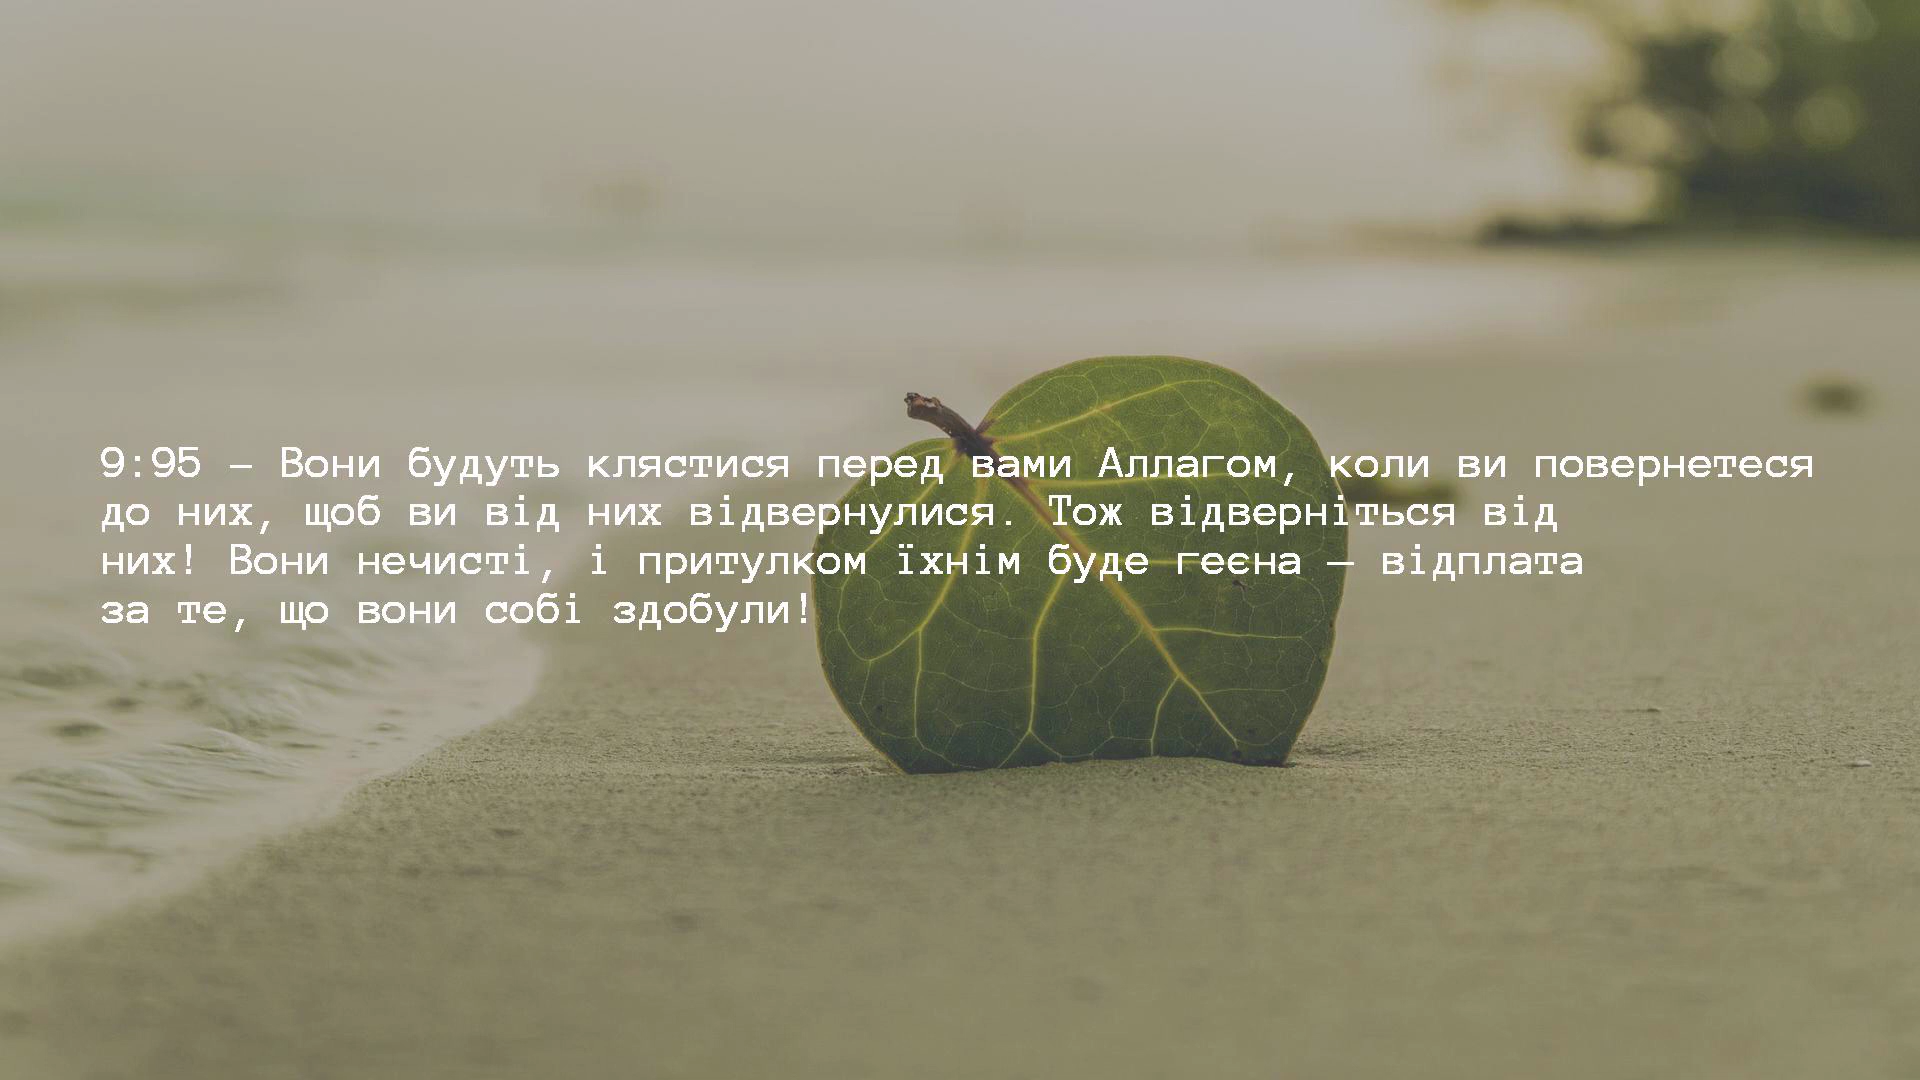 9:95 – Вони будуть клястися перед вами Аллагом, коли ви повернетеся
до них, щоб ви від них відвернулися. Тож відверніться від
них! Вони нечисті, і притулком їхнім буде геєна – відплата
за те, що вони собі здобули!